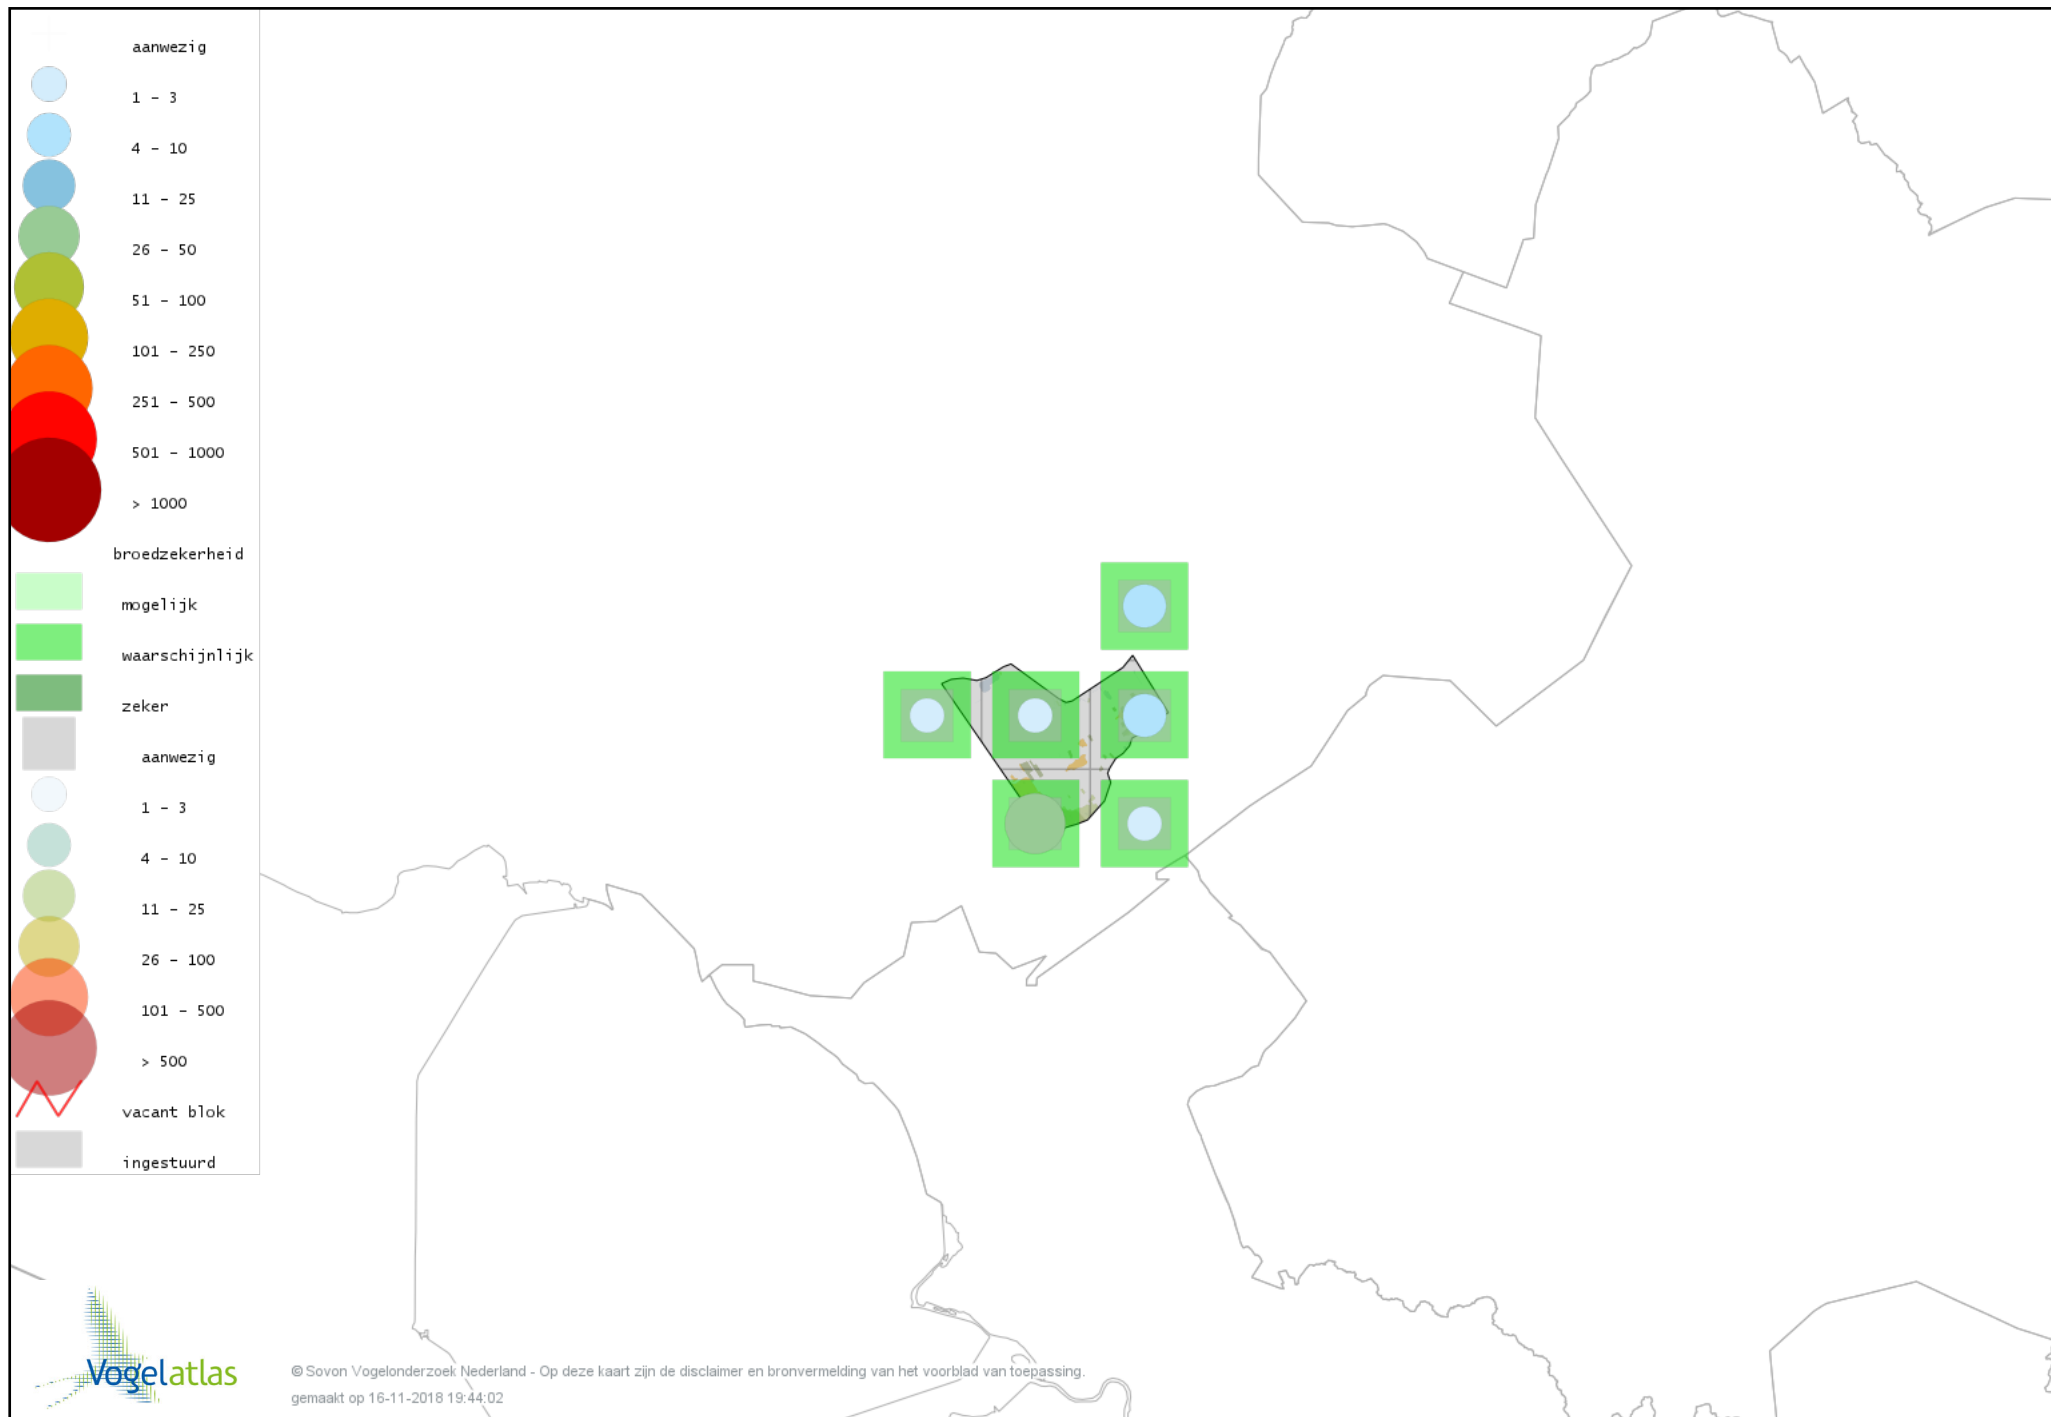 aanwezig
1 - 3
4 - 10
11 - 25
26 - 50
51 - 100
101 - 250
251 - 500
501 - 1000
> 1000
broedzekerheid
mogelijk
waarschijnlijk
zeker
aanwezig
1 - 3
4 - 10
11 - 25
26 - 100
101 - 500
> 500
vacant blok
ingestuurd
Vogelatlas
© Sovon Vogelonderzoek Nederland - Op deze kaart zijn de disclaimer en bronvermelding van het voorblad van toepassing.
gemaakt op 16-11-2018 19:44:02